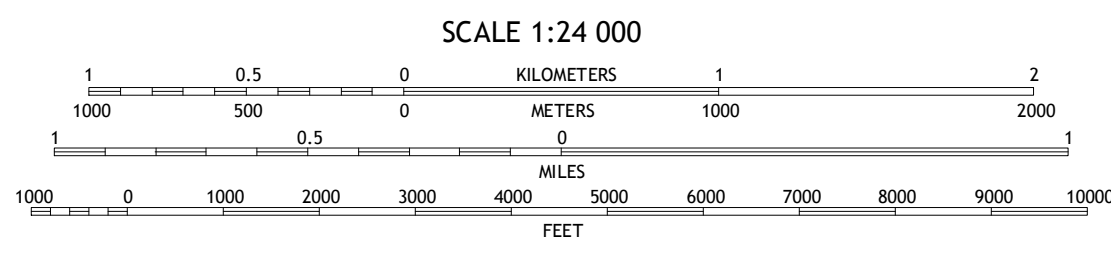 SCALE 1:24 000
1 0.5 0 KILOMETERS 1 2
1000 500 0 METERS 1000 2000
1 0.5 0 1
MILES
1000 0 1000 2000 3000 4000 5000 6000 7000 8000 9000 10000
FEET